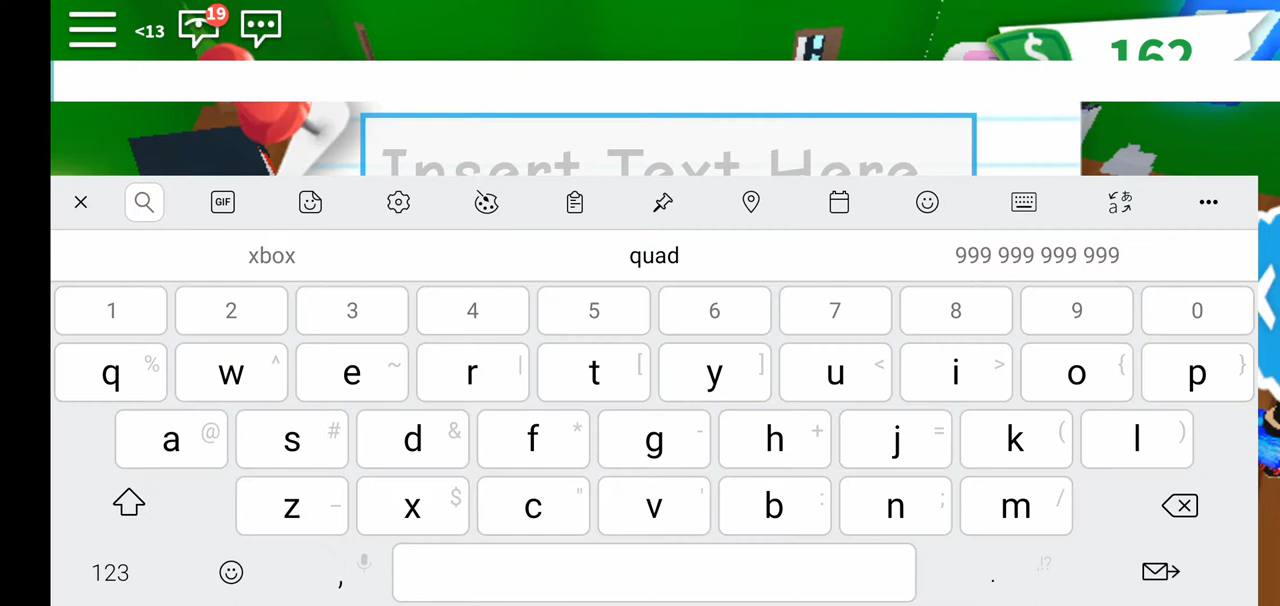 <13 19 162
Insert Text Here
GIF あ a
xbox quad 999 999 999 999
1 2 3 4 5 6 7 8 9 0
q % w ^ e ~ r | t [ y ] u < i > o { p }
a @ s # d & f * g - h + j = k ( l )
z _ x $ c " v ' b : n ; m /
123 , . ,!?